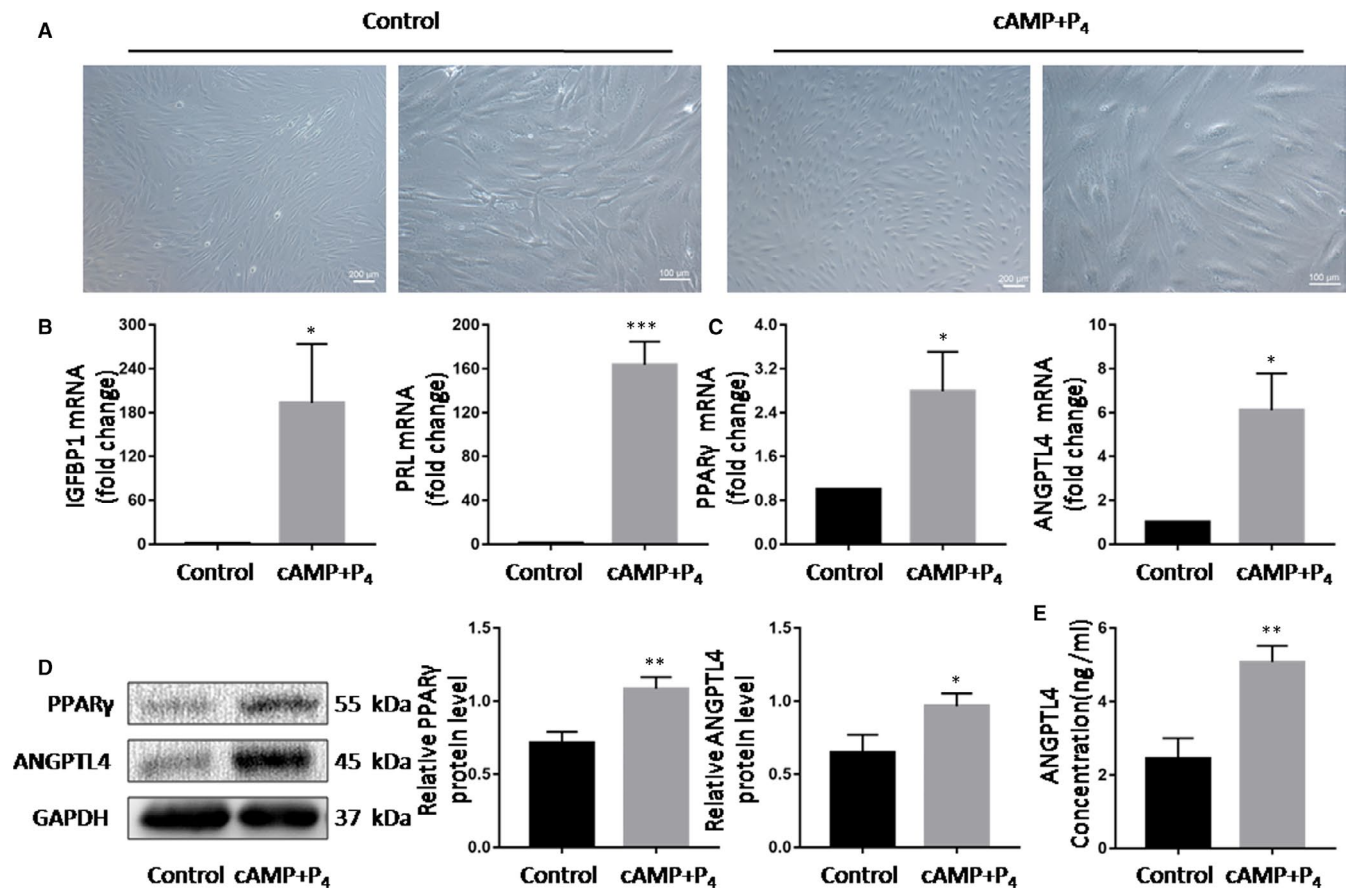 A
Control
cAMP+P₄
200 μm
100 μm
200 μm
100 μm
B
IGFBP1 mRNA
(fold change)
300
240
180
120
60
0
*
Control
cAMP+P₄
PRL mRNA
(fold change)
200
160
120
80
40
0
***
Control
cAMP+P₄
C
PPARγ mRNA
(fold change)
4.0
3.2
2.4
1.6
0.8
0.0
*
Control
cAMP+P₄
ANGPTL4 mRNA
(fold change)
10
8
6
4
2
0
*
Control
cAMP+P₄
D
PPARγ
55 kDa
ANGPTL4
45 kDa
GAPDH
37 kDa
Control
cAMP+P₄
Relative PPARγ
protein level
1.5
1.0
0.5
0.0
**
Control
cAMP+P₄
Relative ANGPTL4
protein level
1.5
1.0
0.5
0.0
*
Control
cAMP+P₄
E
ANGPTL4
Concentration(ng /ml)
6
4
2
0
**
Control
cAMP+P₄